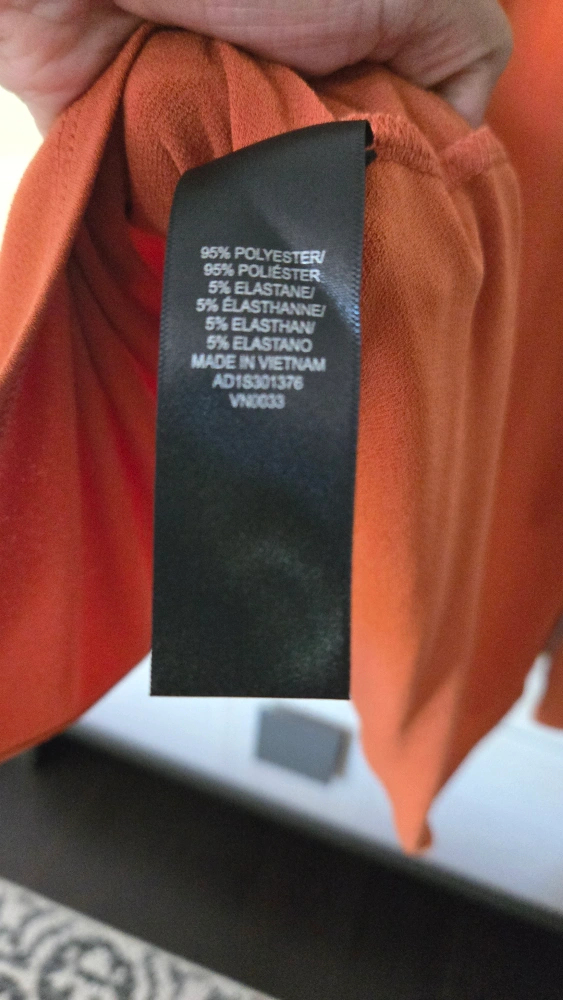 95% POLYESTER/
95% POLIÉSTER
5% ELASTANE/
5% ÉLASTHANNE/
5% ELASTHAN/
5% ELASTANO
MADE IN VIETNAM
AD1S301376
VN0033